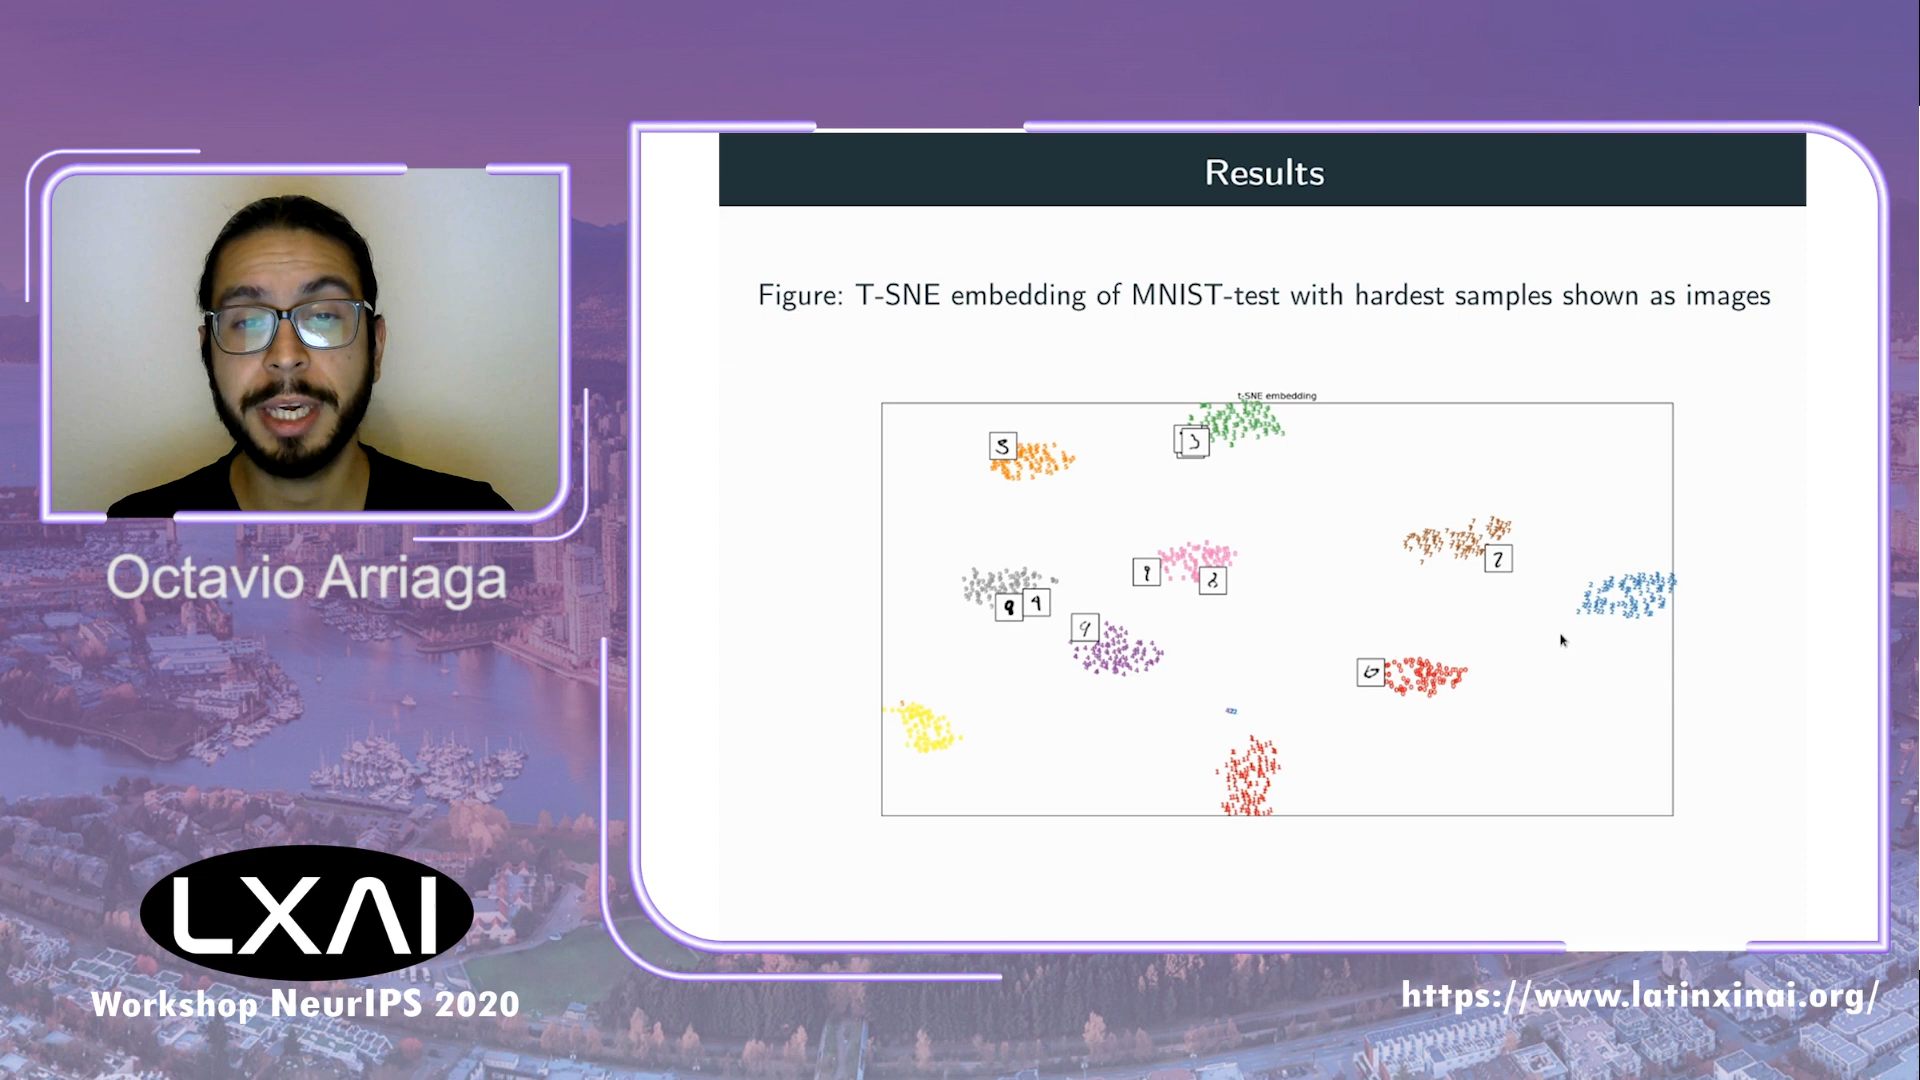 Results
Figure: T-SNE embedding of MNIST-test with hardest samples shown as images
t-SNE embedding
Octavio Arriaga
LXAI
Workshop NeurIPS 2020
https://www.latinxinai.org/